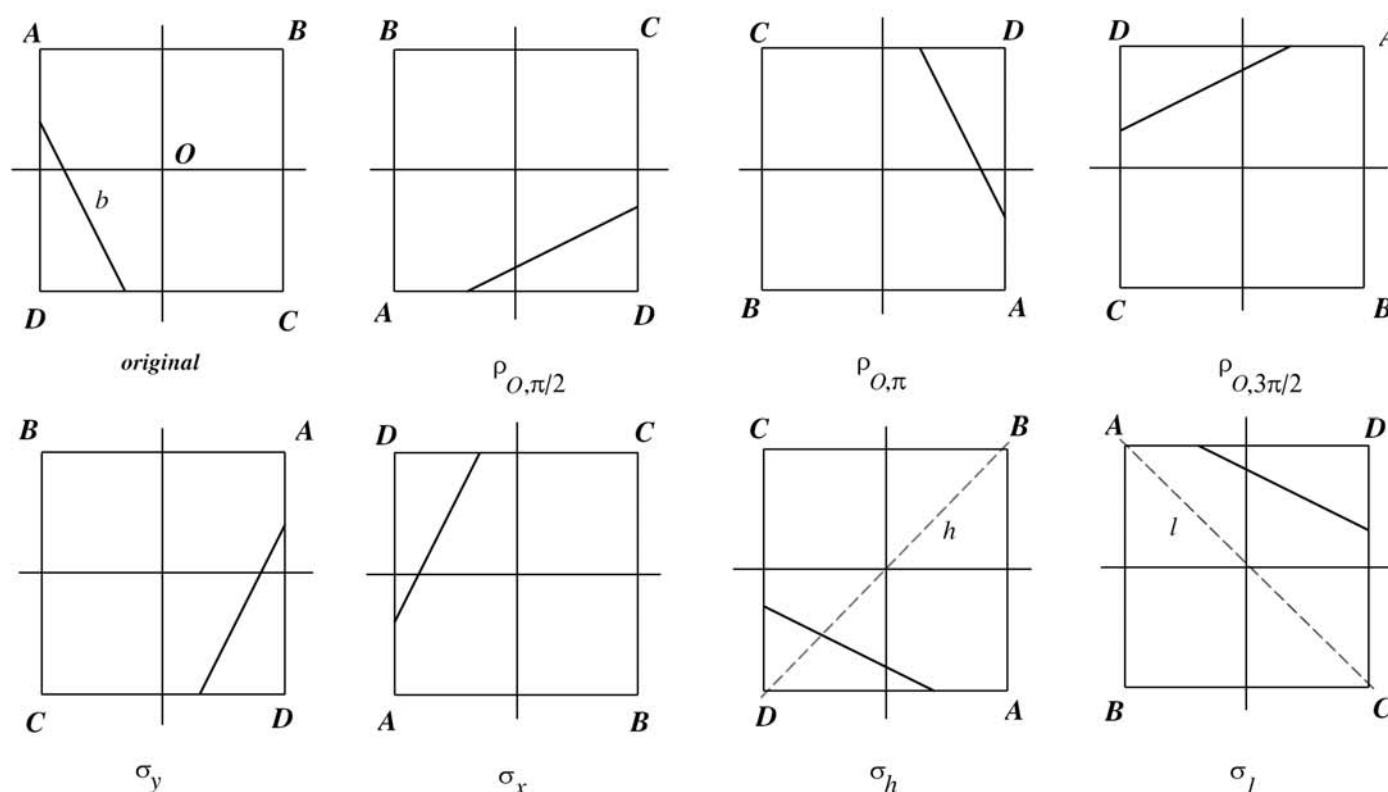 A B C D
B C D A
O
b
D C A D B A C B
original ρO,π/2 ρO,π ρO,3π/2
B A D C C B A D
h l
C D A B D A B C
σy σx σh σl